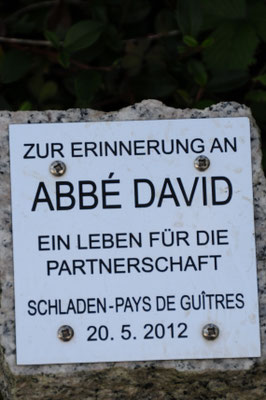 ZUR ERINNERUNG AN
ABBÉ DAVID
EIN LEBEN FÜR DIE
PARTNERSCHAFT
SCHLADEN-PAYS DE GUÎTRES
20. 5. 2012